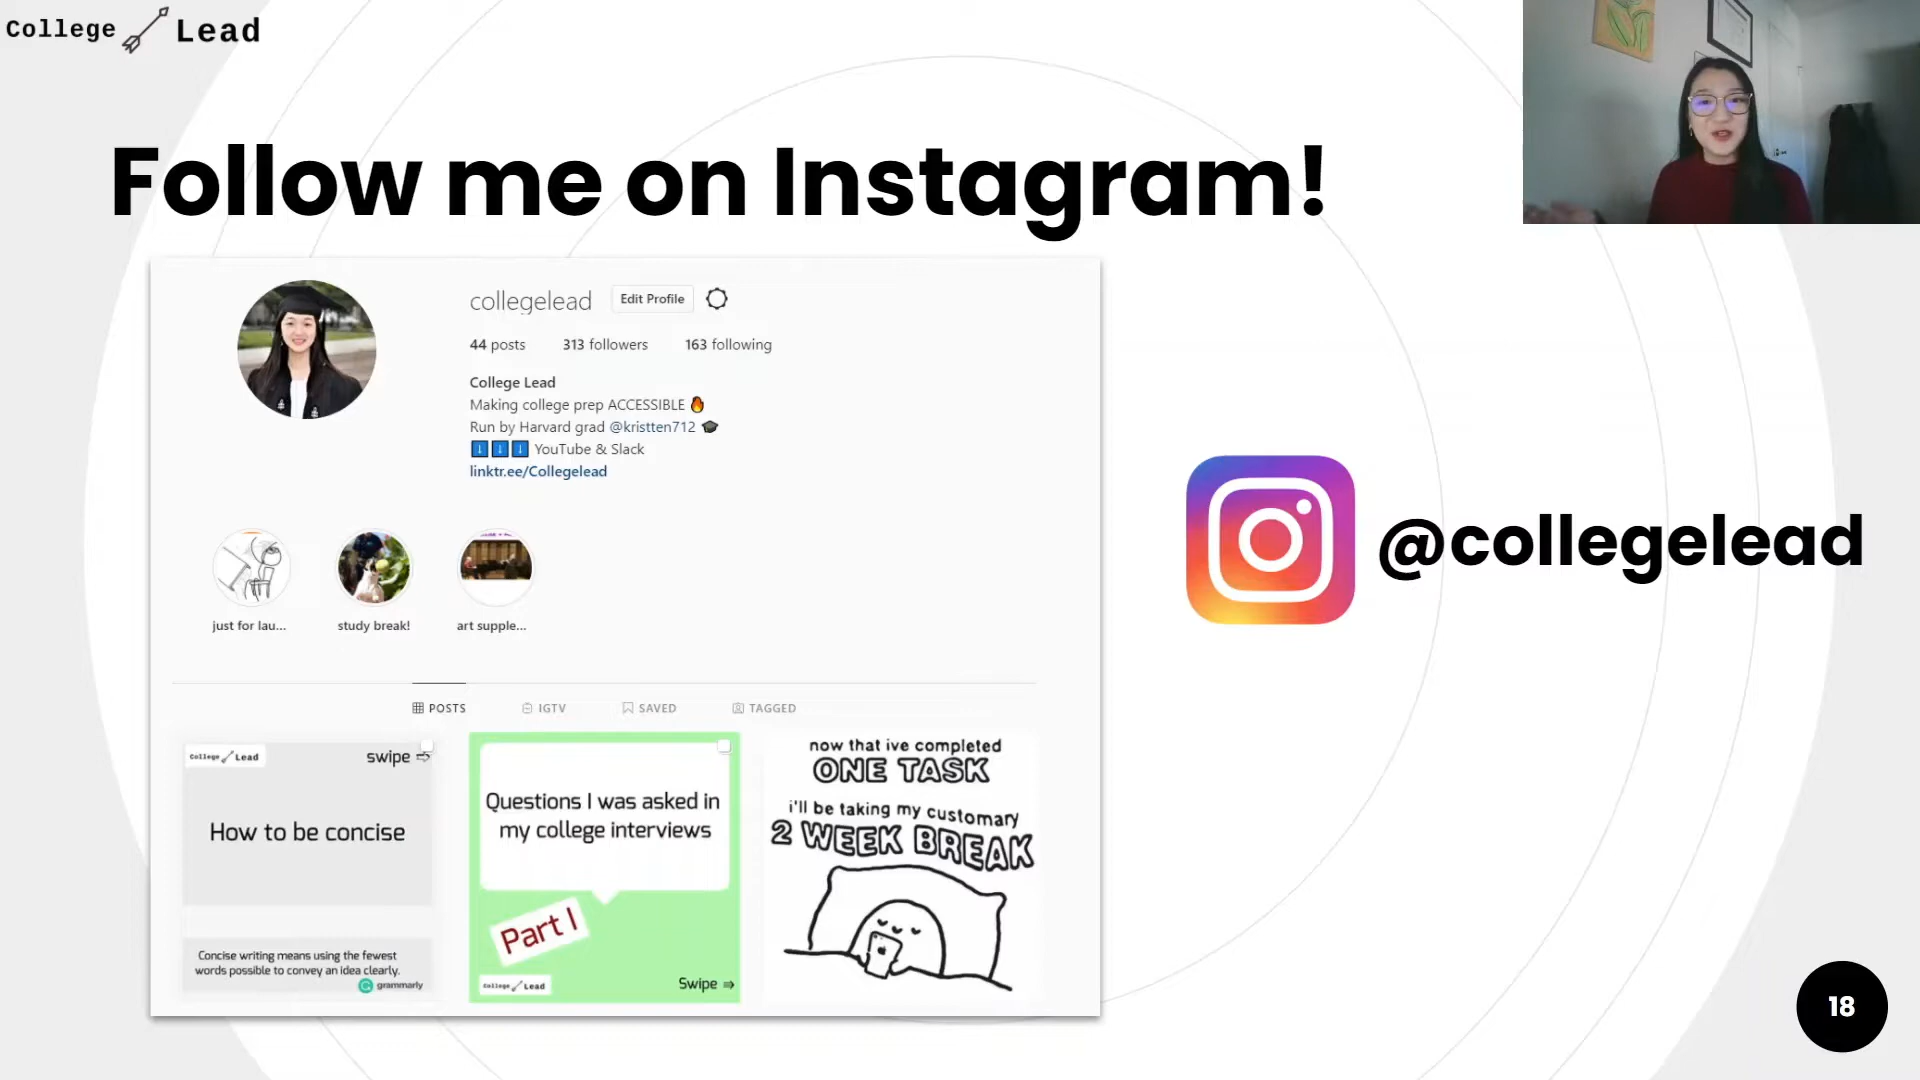 College Lead
Follow me on Instagram!
collegelead Edit Profile
44 posts 313 followers 163 following
College Lead
Making college prep ACCESSIBLE 🔥
Run by Harvard grad @kristten712 🎓
⬇️⬇️⬇️ YouTube & Slack
linktr.ee/Collegelead
just for lau... study break! art supple...
POSTS IGTV SAVED TAGGED
College Lead swipe ⇨
How to be concise
Concise writing means using the fewest
words possible to convey an idea clearly.
grammarly
Questions I was asked in
my college interviews
Part I
College Lead Swipe ⇒
now that ive completed
ONE TASK
i'll be taking my customary
2 WEEK BREAK
@collegelead
18